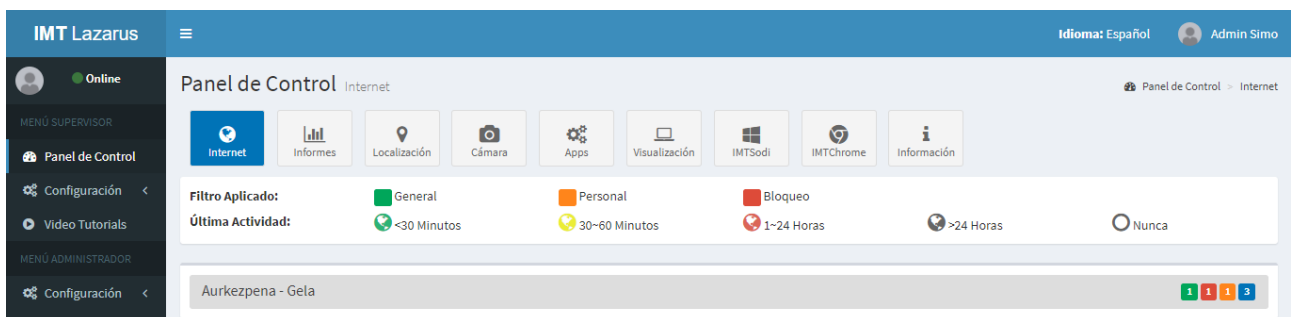 IMT Lazarus
Idioma: Español Admin Simo
Online
Panel de Control Internet
Panel de Control > Internet
MENÚ SUPERVISOR
Panel de Control
Configuración <
Video Tutorials
MENÚ ADMINISTRADOR
Configuración <
Internet Informes Localización Cámara Apps Visualización IMTSodi IMTChrome Información
Filtro Aplicado: General Personal Bloqueo
Última Actividad: <30 Minutos 30~60 Minutos 1~24 Horas >24 Horas Nunca
Aurkezpena - Gela 1 1 1 3